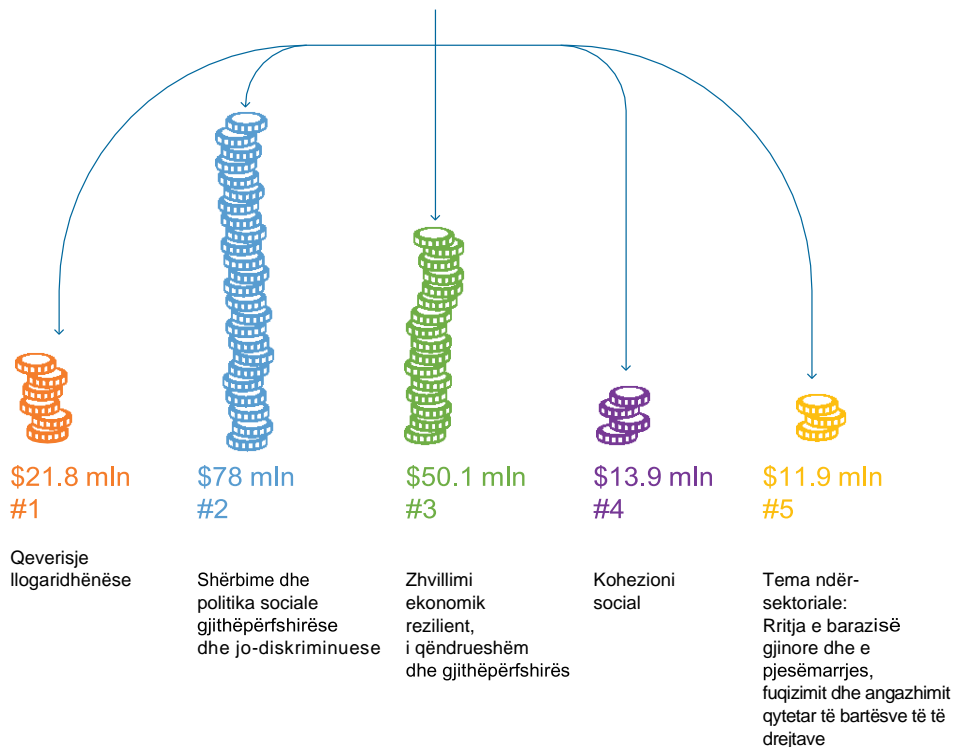 $21.8 mln
#1
Qeverisje
llogaridhënëse
$78 mln
#2
Shërbime dhe
politika sociale
gjithëpërfshirëse
dhe jo-diskriminuese
$50.1 mln
#3
Zhvillimi
ekonomik
rezilient,
i qëndrueshëm
dhe gjithëpërfshirës
$13.9 mln
#4
Kohezioni
social
$11.9 mln
#5
Tema ndër-
sektoriale:
Rritja e barazisë
gjinore dhe e
pjesëmarrjes,
fuqizimit dhe angazhimit
qytetar të bartësve të të
drejtave